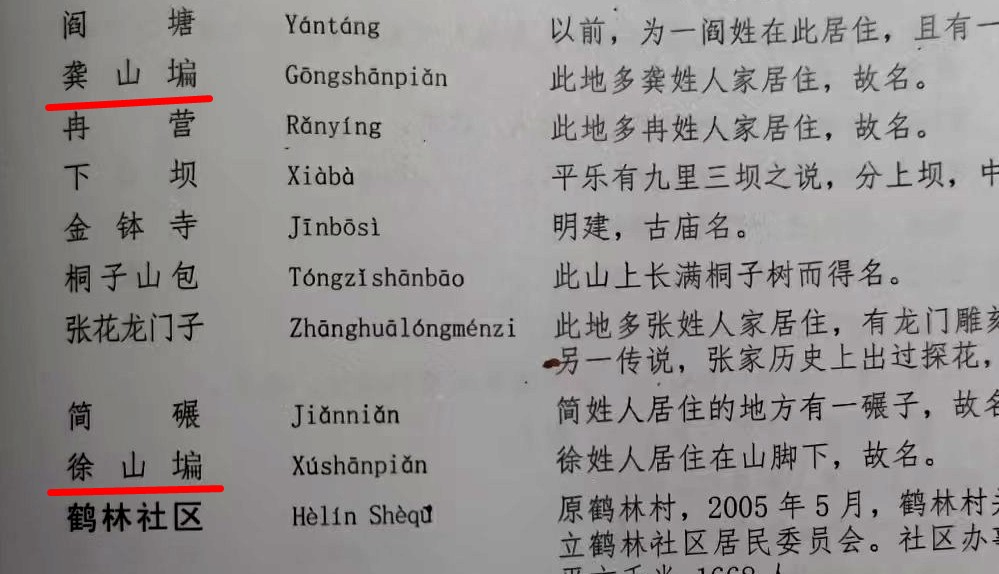 阎塘 Yántáng 以前，为一阎姓在此居住，且有一
龚山㙴 Gōngshānpiǎn 此地多龚姓人家居住，故名。
冉营 Rǎnyíng 此地多冉姓人家居住，故名。
下坝 Xiàbà 平乐有九里三坝之说，分上坝，中
金钵寺 Jīnbōsì 明建，古庙名。
桐子山包 Tóngzǐshānbāo 此山上长满桐子树而得名。
张花龙门子 Zhānghuālóngménzi 此地多张姓人家居住，有龙门雕刻
另一传说，张家历史上出过探花，
简碾 Jiǎnniǎn 简姓人居住的地方有一碾子，故名
徐山㙴 Xúshānpiǎn 徐姓人居住在山脚下，故名。
鹤林社区 Hèlín Shèqū 原鹤林村，2005年5月，鹤林村
立鹤林社区居民委员会。社区办